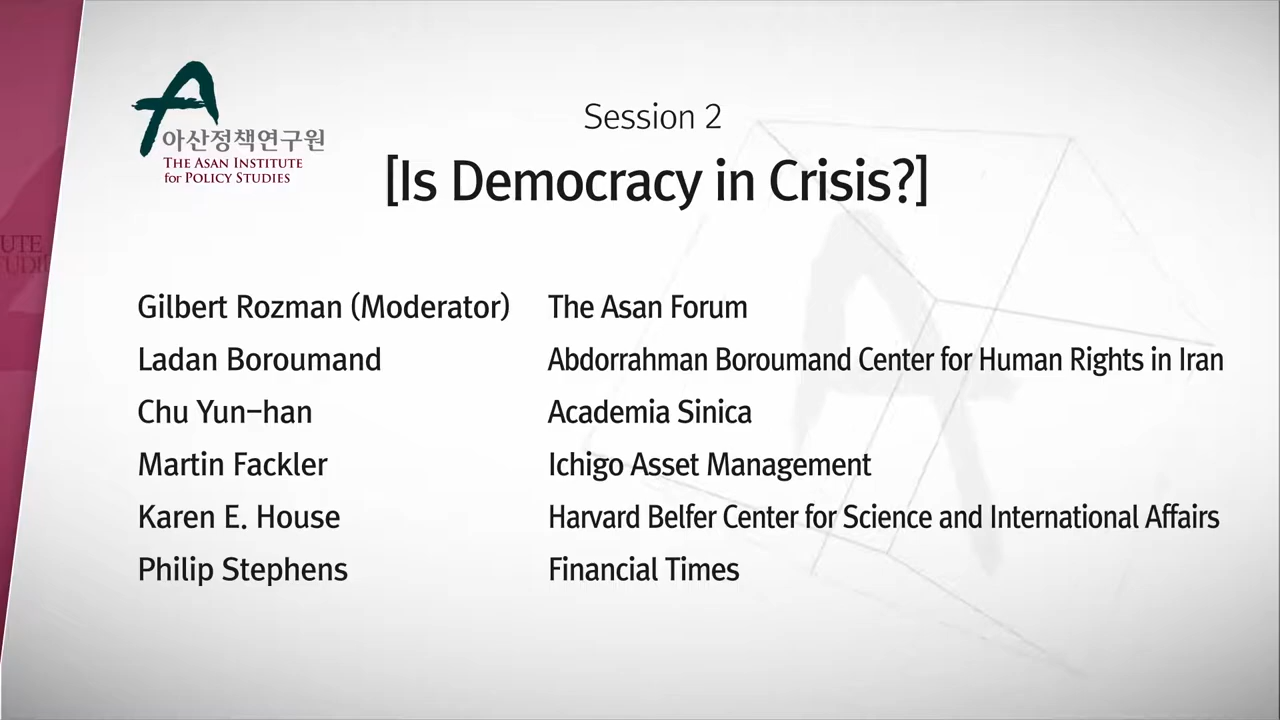 아산정책연구원
THE ASAN INSTITUTE
for POLICY STUDIES
Session 2
[Is Democracy in Crisis?]
UTE
Gilbert Rozman (Moderator) The Asan Forum
Ladan Boroumand Abdorrahman Boroumand Center for Human Rights in Iran
Chu Yun-han Academia Sinica
Martin Fackler Ichigo Asset Management
Karen E. House Harvard Belfer Center for Science and International Affairs
Philip Stephens Financial Times